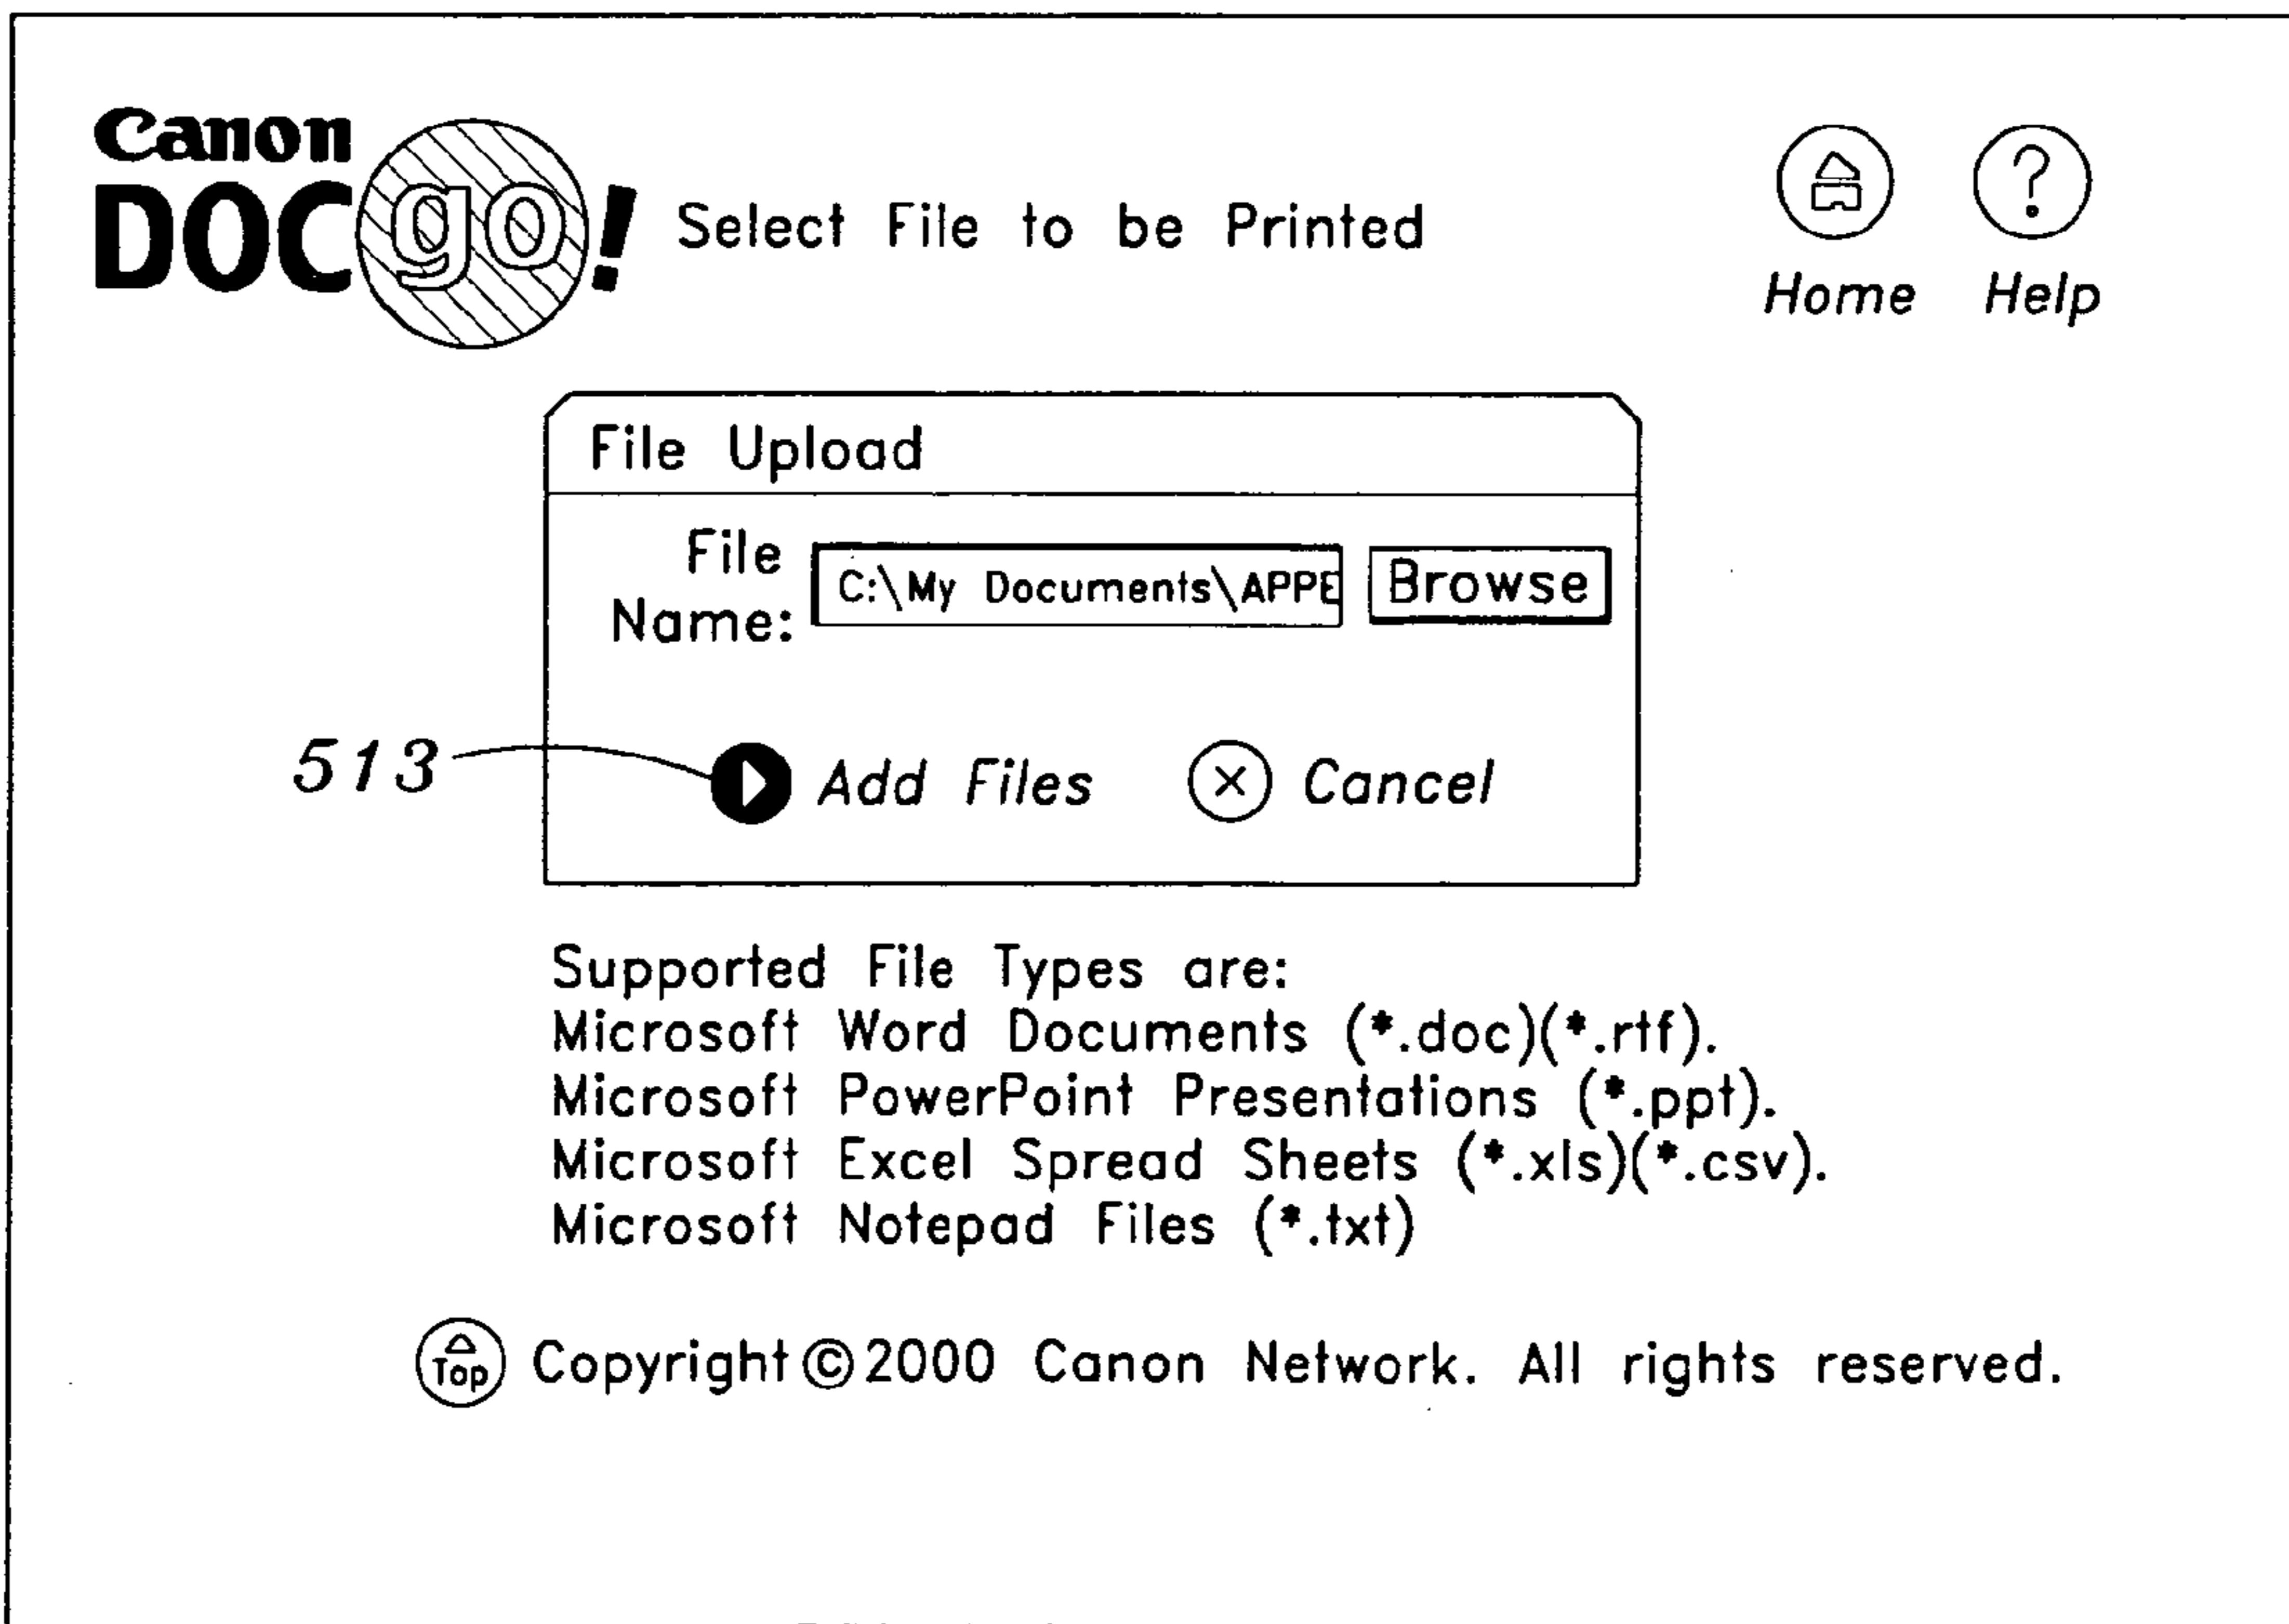 Canon
DOC go! Select File to be Printed
Home Help
File Upload
File
Name: C:\My Documents\APPE Browse
513 Add Files Cancel
Supported File Types are:
Microsoft Word Documents (*.doc)(*.rtf).
Microsoft PowerPoint Presentations (*.ppt).
Microsoft Excel Spread Sheets (*.xls)(*.csv).
Microsoft Notepad Files (*.txt)
Top Copyright©2000 Canon Network. All rights reserved.